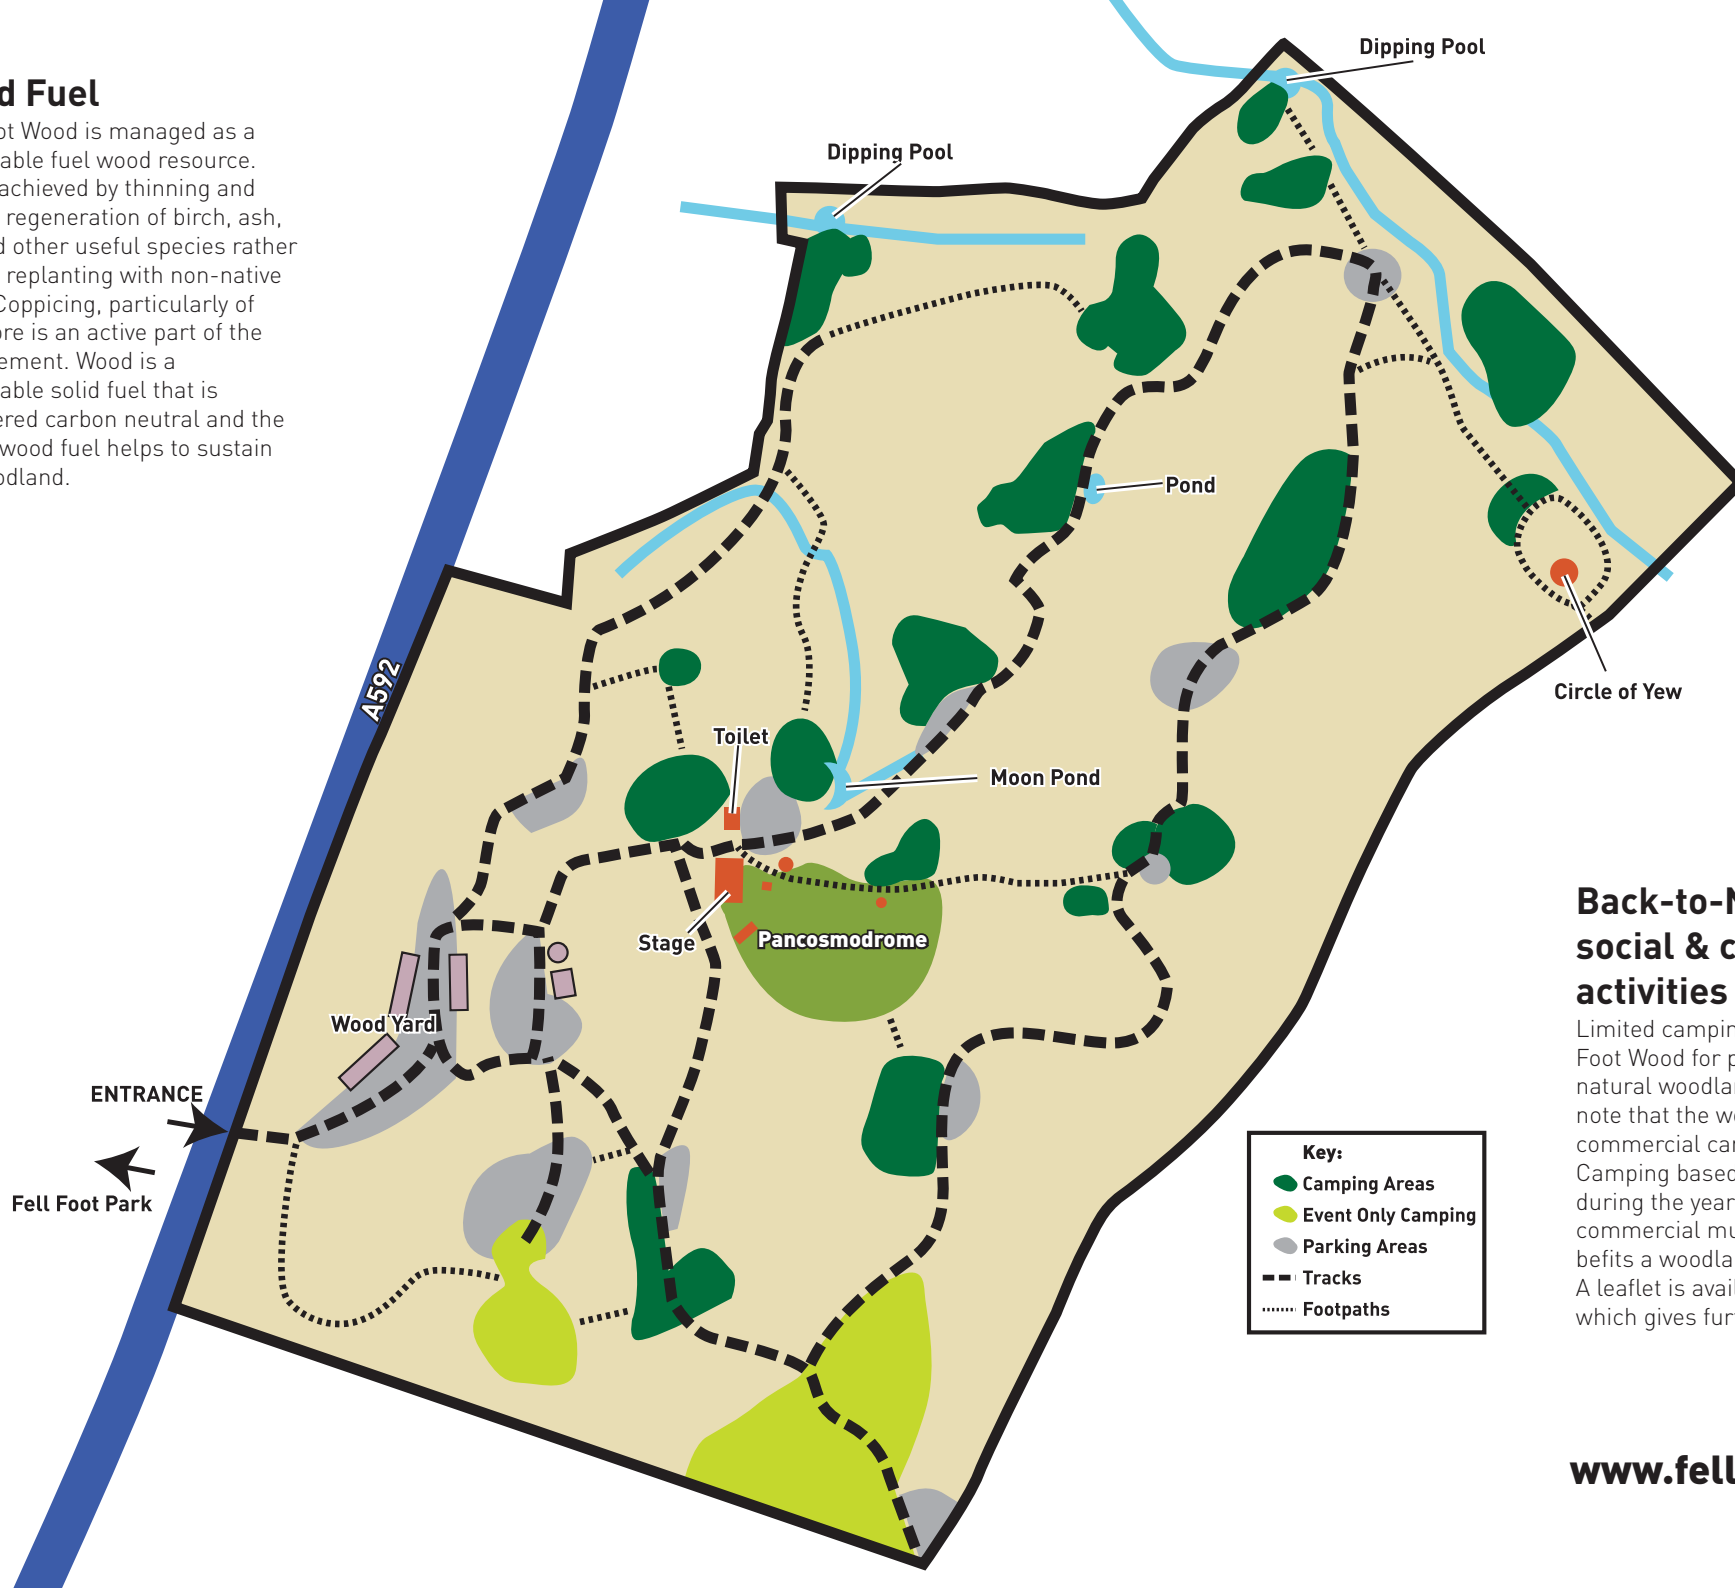 d Fuel
ot Wood is managed as a
able fuel wood resource.
achieved by thinning and
regeneration of birch, ash,
d other useful species rather
replanting with non-native
Coppicing, particularly of
ore is an active part of the
ement. Wood is a
able solid fuel that is
ered carbon neutral and the
wood fuel helps to sustain
odland.
Dipping Pool
Dipping Pool
Pond
A592
Circle of Yew
Toilet
Moon Pond
Stage
Pancosmodrome
Wood Yard
ENTRANCE
Fell Foot Park
Key:
Camping Areas
Event Only Camping
Parking Areas
Tracks
Footpaths
Back-to-N
social & c
activities
Limited campin
Foot Wood for p
natural woodla
note that the wo
commercial car
Camping based
during the year
commercial mu
befits a woodla
A leaflet is avai
which gives fur
www.fell